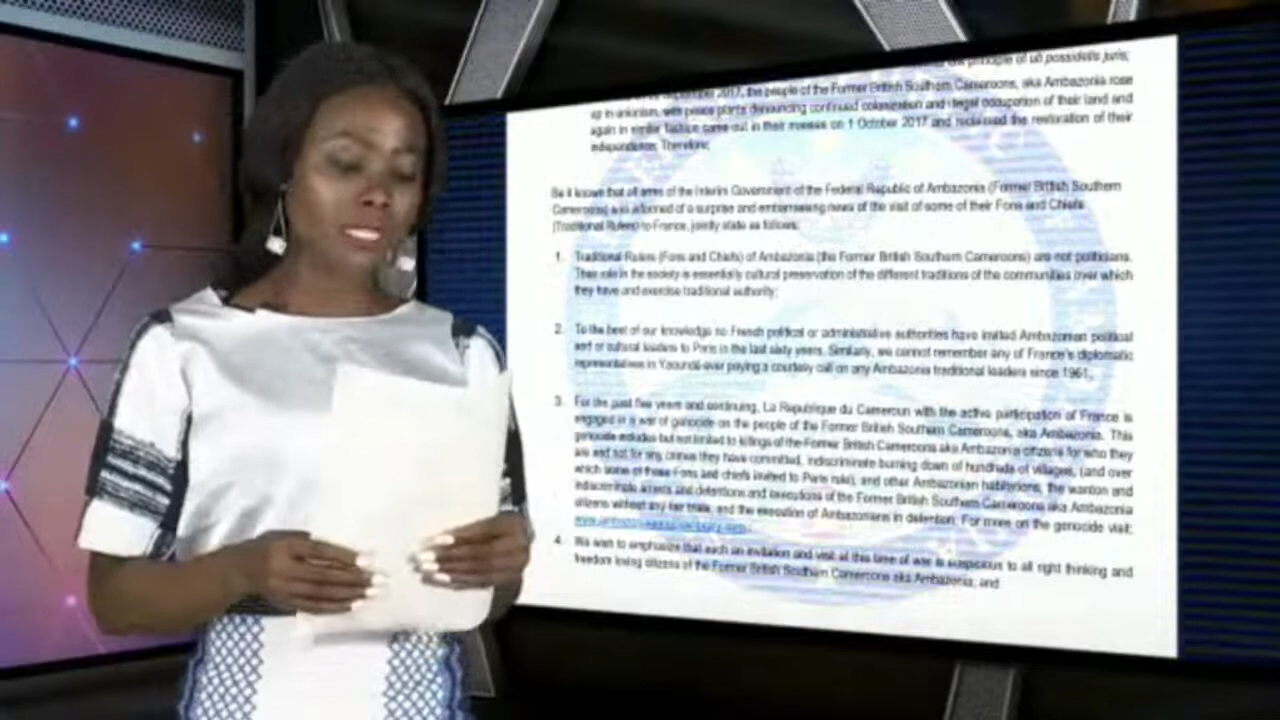 principle of uti possidetis juris;
2017, the people of the Former British Southern Cameroons, aka Ambazonia rose
up in unionism, with peace plants denouncing continued colonization and illegal occupation of their land and
again in similar fashion came out in their masses on 1 October 2017 and reclaimed the restoration of their
independence; Therefore;
Be it known that all arms of the Interim Government of the Federal Republic of Ambazonia (Former British Southern
Cameroons) was informed of a surprise and embarrassing news of the visit of some of their Fons and Chiefs
(Traditional Rulers) to France, jointly state as follows;
1. Traditional Rulers (Fons and Chiefs) of Ambazonia (the Former British Southern Cameroons) are not politicians.
Their role in the society is essentially cultural preservation of the different traditions of the communities over which
they have and exercise traditional authority;
2. To the best of our knowledge no French political or administrative authorities have invited Ambazonian political
and or cultural leaders to Paris in the last sixty years. Similarly, we cannot remember any of France's diplomatic
representatives in Yaounde ever paying a courtesy call on any Ambazonia traditional leaders since 1961;
3. For the past five years and continuing, La Republique du Cameroun with the active participation of France is
engaged in a war of genocide on the people of the Former British Southern Cameroons, aka Ambazonia. This
genocide includes but not limited to killings of the Former British Cameroons aka Ambazonia citizens for who they
are and not for any crimes they have committed, indiscriminate burning down of hundreds of villages, (and over
which some of these Fons and chiefs invited to Paris rule), and other Ambazonian habitations, the wanton and
indiscriminate arrests and detentions and executions of the Former British Southern Cameroons aka Ambazonia
citizens without any fair trials, and the execution of Ambazonians in detention. For more on the genocide visit:
4. We wish to emphasize that such an invitation and visit at this time of war is suspicious to all right thinking and
freedom loving citizens of the Former British Southern Cameroons aka Ambazonia; and